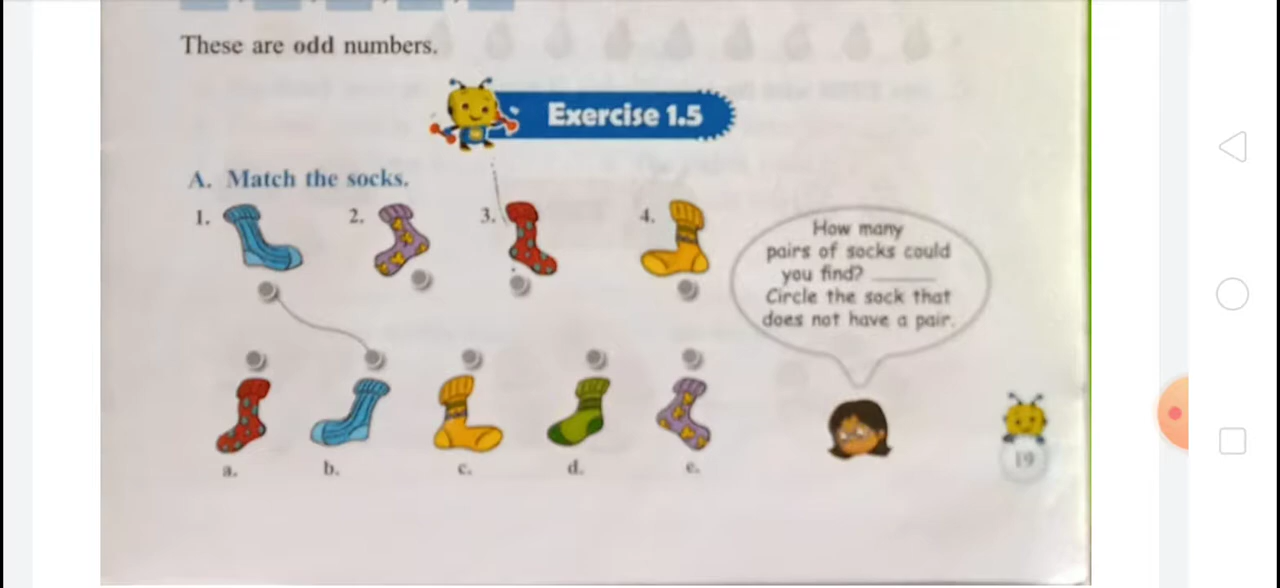 These are odd numbers.
Exercise 1.5
A. Match the socks.
1.
2.
3.
4.
How many
pairs of socks could
you find? ______
Circle the sock that
does not have a pair.
a.
b.
c.
d.
e.
19